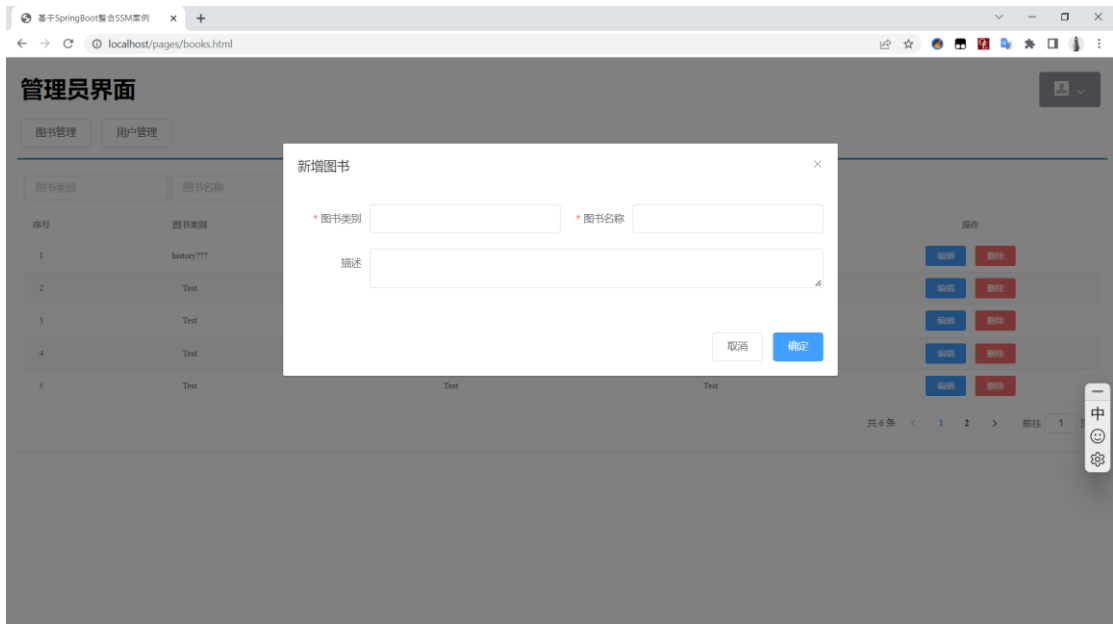 基于SpringBoot整合SSM案例
localhost/pages/books.html
管理员界面
图书管理 用户管理
新增图书
图书类别 图书名称
* 图书类别 * 图书名称
序号 图书类别 操作
1 history??? 编辑 删除
描述
2 Test 编辑 删除
3 Test 编辑 删除
取消 确定
4 Test 编辑 删除
5 Test Test Test 编辑 删除
中
共 6 条 1 2 前往 1